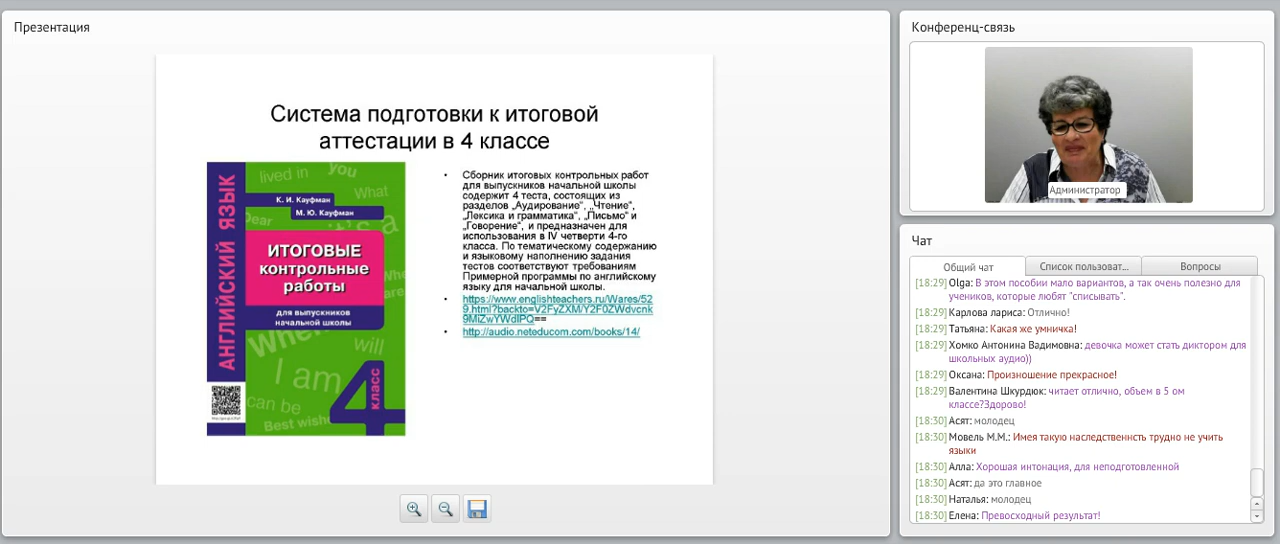 Презентация
Система подготовки к итоговой
аттестации в 4 классе
АНГЛИЙСКИЙ ЯЗЫК
lived in
you
What
К. И. Кауфман
М. Ю. Кауфман
Dear
it's a
ИТОГОВЫЕ
контрольные
работы
Where
для выпускников
начальной школы
When
will
I am
can be
Best wishe
4
класс
• Сборник итоговых контрольных работ
для выпускников начальной школы
содержит 4 теста, состоящих из
разделов „Аудирование“, „Чтение“,
„Лексика и грамматика“, „Письмо“ и
„Говорение“, и предназначен для
использования в IV четверти 4-го
класса. По тематическому содержанию
и языковому наполнению задания
тестов соответствуют требованиям
Примерной программы по английскому
языку для начальной школы.
• https://www.englishteachers.ru/Wares/52
9.html?backto=V2FyZXM/Y2F0ZWdvcnk
9MiZwYWdlPQ==
• http://audio.neteducom.com/books/14/
Конференц-связь
Администратор
Чат
Общий чат
Список пользоват...
Вопросы
[18:29] Olga: В этом пособии мало вариантов, а так очень полезно для
учеников, которые любят "списывать".
[18:29] Карлова лариса: Отлично!
[18:29] Татьяна: Какая же умничка!
[18:29] Хомко Антонина Вадимовна: девочка может стать диктором для
школьных аудио))
[18:29] Оксана: Произношение прекрасное!
[18:29] Валентина Шкурдюк: читает отлично, объем в 5 ом
классе?Здорово!
[18:30] Асят: молодец
[18:30] Мовель М.М.: Имея такую наследственнсть трудно не учить
языки
[18:30] Алла: Хорошая интонация, для неподготовленной
[18:30] Асят: да это главное
[18:30] Наталья: молодец
[18:30] Елена: Превосходный результат!